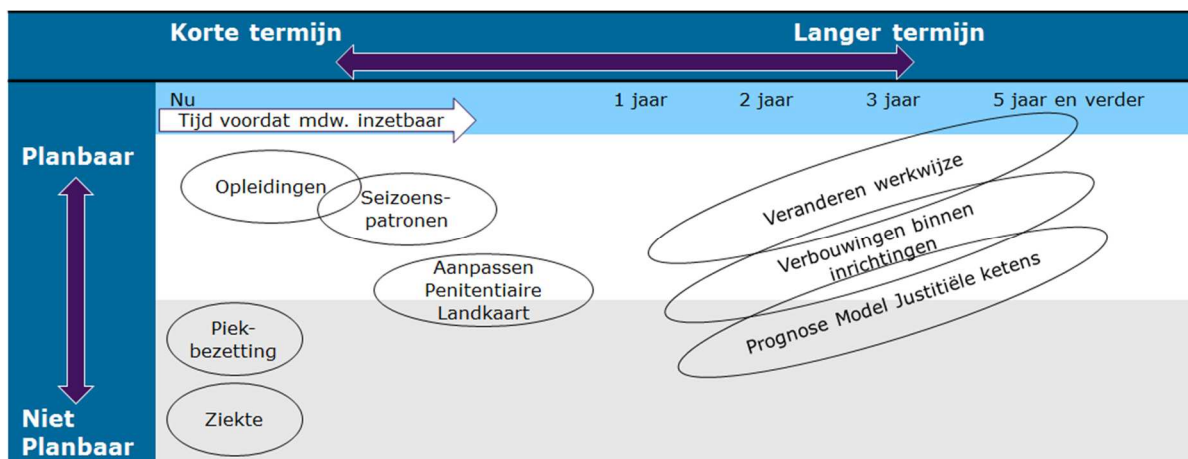 Korte termijn
Langer termijn
Nu
1 jaar
2 jaar
3 jaar
5 jaar en verder
Tijd voordat mdw. inzetbaar
Planbaar
Opleidingen
Seizoens-
patronen
Veranderen werkwijze
Verbouwingen binnen
inrichtingen
Aanpassen
Penitentiaire
Landkaart
Prognose Model Justitiële ketens
Piek-
bezetting
Ziekte
Niet
Planbaar